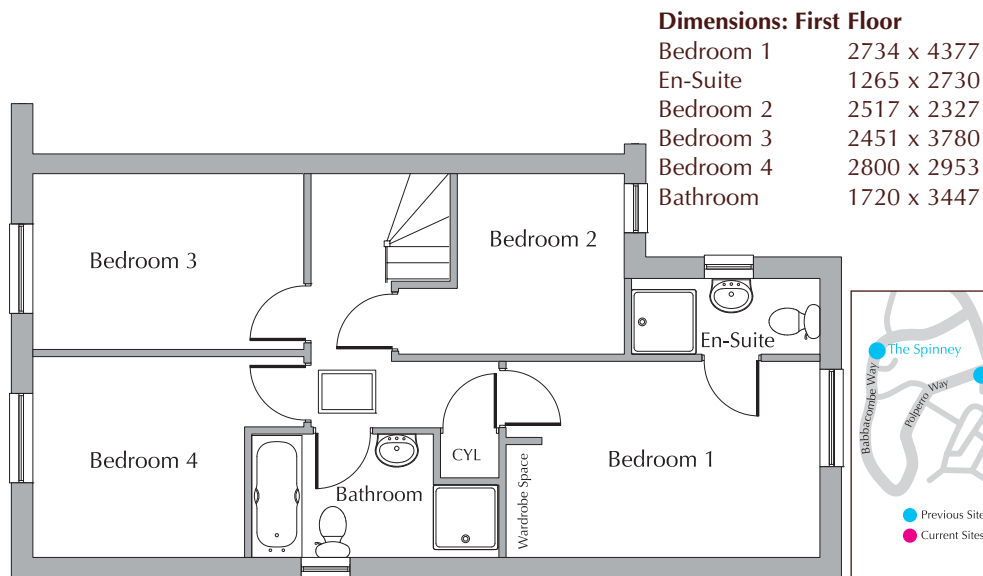 Dimensions: First Floor
Bedroom 1 2734 x 4377
En-Suite 1265 x 2730
Bedroom 2 2517 x 2327
Bedroom 3 2451 x 3780
Bedroom 4 2800 x 2953
Bathroom 1720 x 3447
Bedroom 3
Bedroom 2
En-Suite
Bedroom 4
Bathroom
CYL
Wardrobe Space
Bedroom 1
The Spinney
Babbacombe Way
Polperro Way
Previous Site
Current Sites